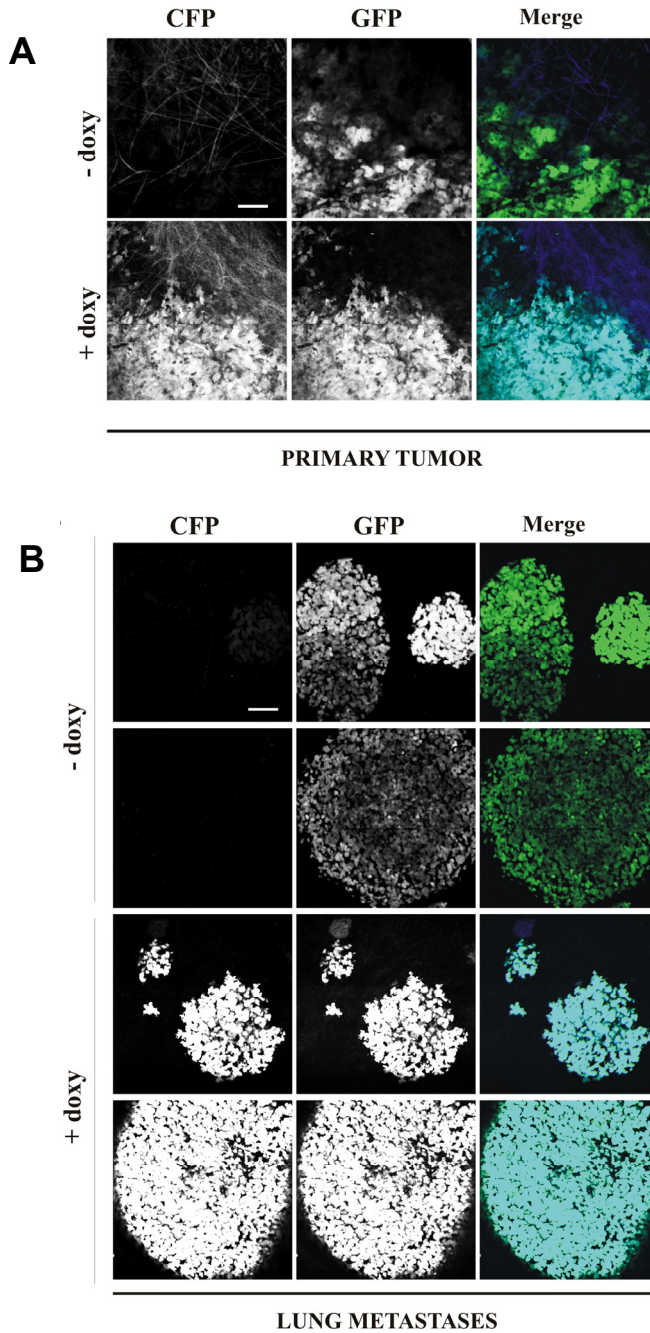 CFP GFP Merge
A
- doxy
+ doxy
PRIMARY TUMOR
CFP GFP Merge
B
- doxy
+ doxy
LUNG METASTASES